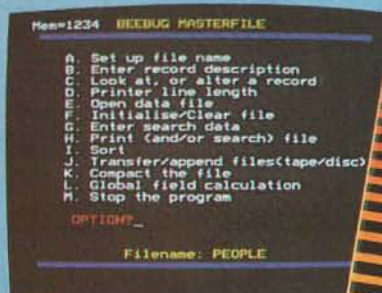 Mem=1234 BEEBUG MASTERFILE
A. Set up file name
B. Enter record description
C. Look at, or alter a record
D. Printer line length
E. Open data file
F. Initialise/Clear file
G. Enter search data
H. Print (and/or search) file
I. Sort
J. Transfer/append files(tape/disc)
K. Compact the file
L. Global field calculation
M. Stop the program
OPTION?_
Filename: PEOPLE